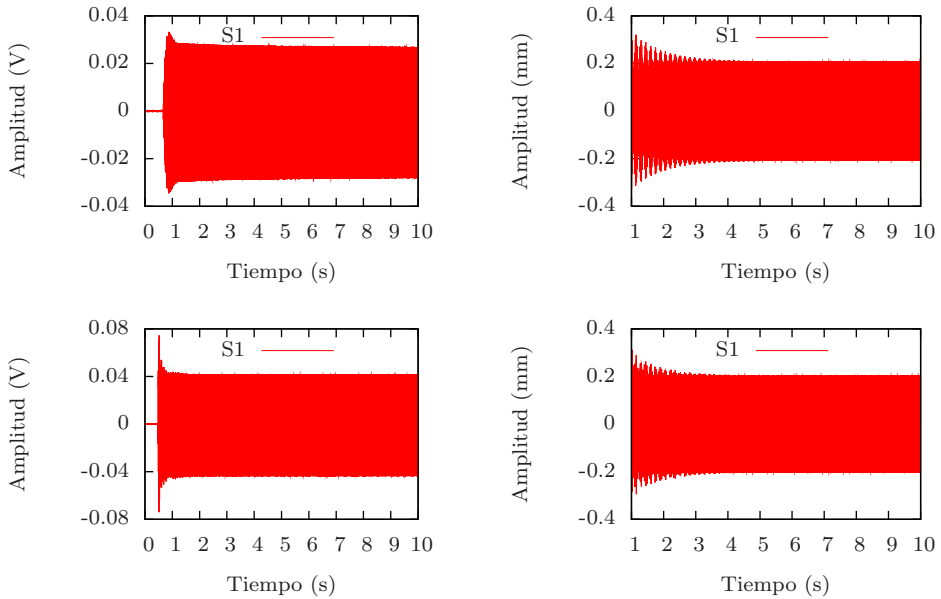 Amplitud (V)
0.04
0.02
0
-0.02
-0.04
S1
0 1 2 3 4 5 6 7 8 9 10
Tiempo (s)
Amplitud (mm)
0.4
0.2
0
-0.2
-0.4
S1
1 2 3 4 5 6 7 8 9 10
Tiempo (s)
Amplitud (V)
0.08
0.04
0
-0.04
-0.08
S1
0 1 2 3 4 5 6 7 8 9 10
Tiempo (s)
Amplitud (mm)
0.4
0.2
0
-0.2
-0.4
S1
1 2 3 4 5 6 7 8 9 10
Tiempo (s)